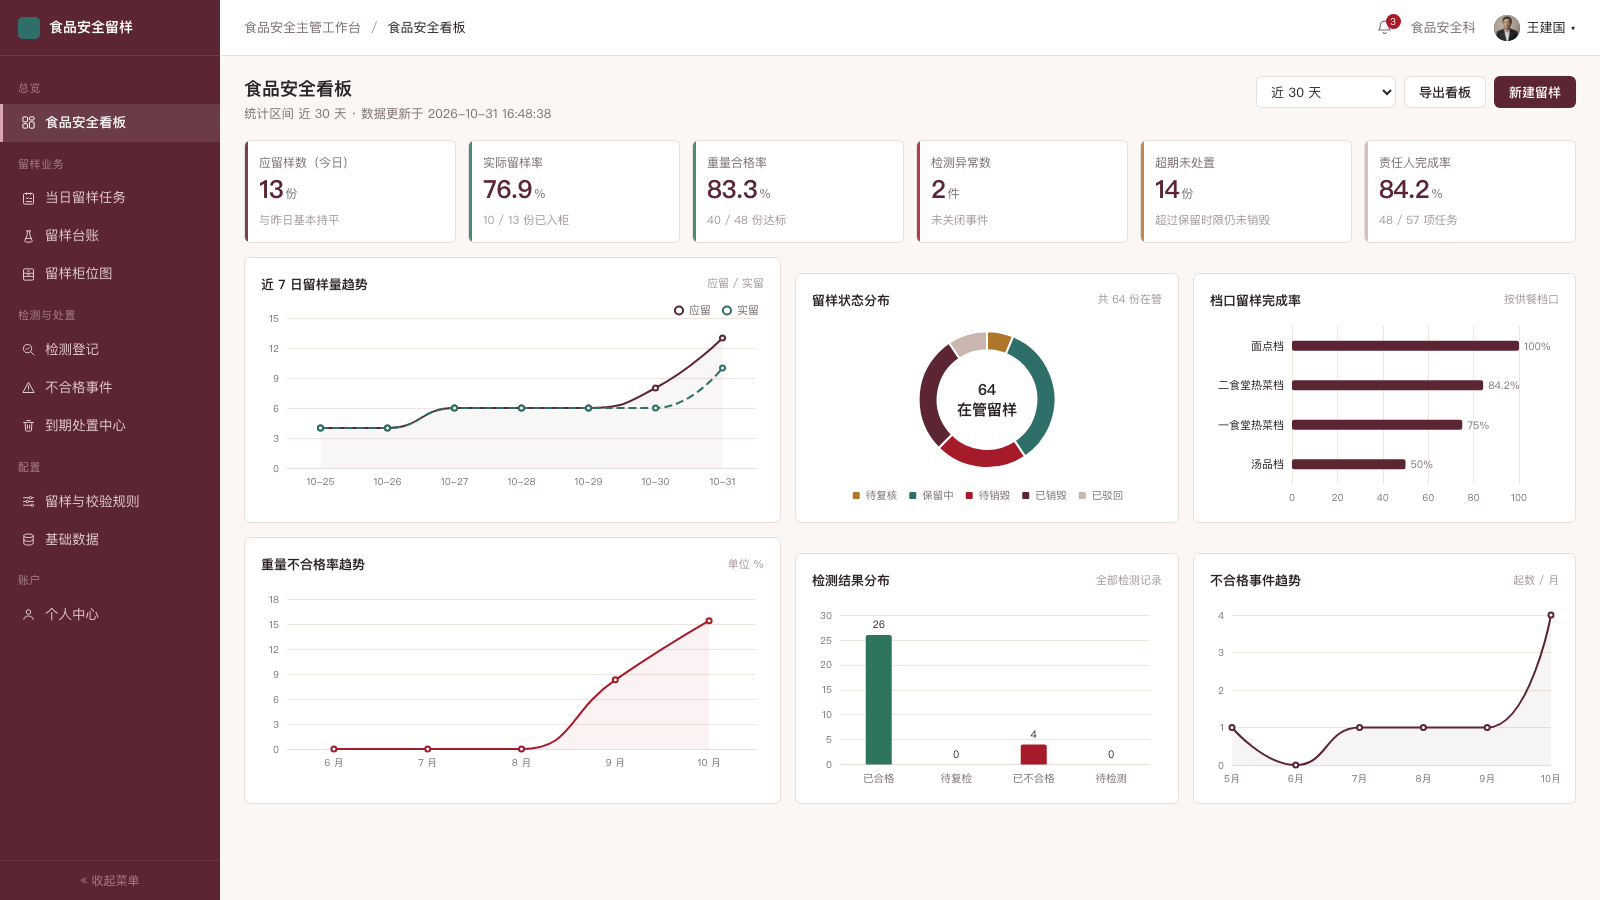 食品安全留样
总览
食品安全看板
留样业务
当日留样任务
留样台账
留样柜位图
检测与处置
检测登记
不合格事件
到期处置中心
配置
留样与校验规则
基础数据
账户
个人中心
« 收起菜单
食品安全主管工作台 / 食品安全看板
3
食品安全科
王建国
食品安全看板
统计区间 近 30 天 · 数据更新于 2026-10-31 16:48:38
近 30 天
导出看板
新建留样
应留样数（今日）
13份
与昨日基本持平
实际留样率
76.9%
10 / 13 份已入柜
重量合格率
83.3%
40 / 48 份达标
检测异常数
2件
未关闭事件
超期未处置
14份
超过保留时限仍未销毁
责任人完成率
84.2%
48 / 57 项任务
近 7 日留样量趋势
应留 / 实留
应留 实留
15
12
9
6
3
0
10-25 10-26 10-27 10-28 10-29 10-30 10-31
留样状态分布
共 64 份在管
64
在管留样
待复核 保留中 待销毁 已销毁 已驳回
档口留样完成率
按供餐档口
面点档 100%
二食堂热菜档 84.2%
一食堂热菜档 75%
汤品档 50%
0 20 40 60 80 100
重量不合格率趋势
单位 %
18
15
12
9
6
3
0
6 月 7 月 8 月 9 月 10 月
检测结果分布
全部检测记录
30
25
20
15
10
5
0
26
0
4
0
已合格 待复检 已不合格 待检测
不合格事件趋势
起数 / 月
4
3
2
1
0
5月 6月 7月 8月 9月 10月